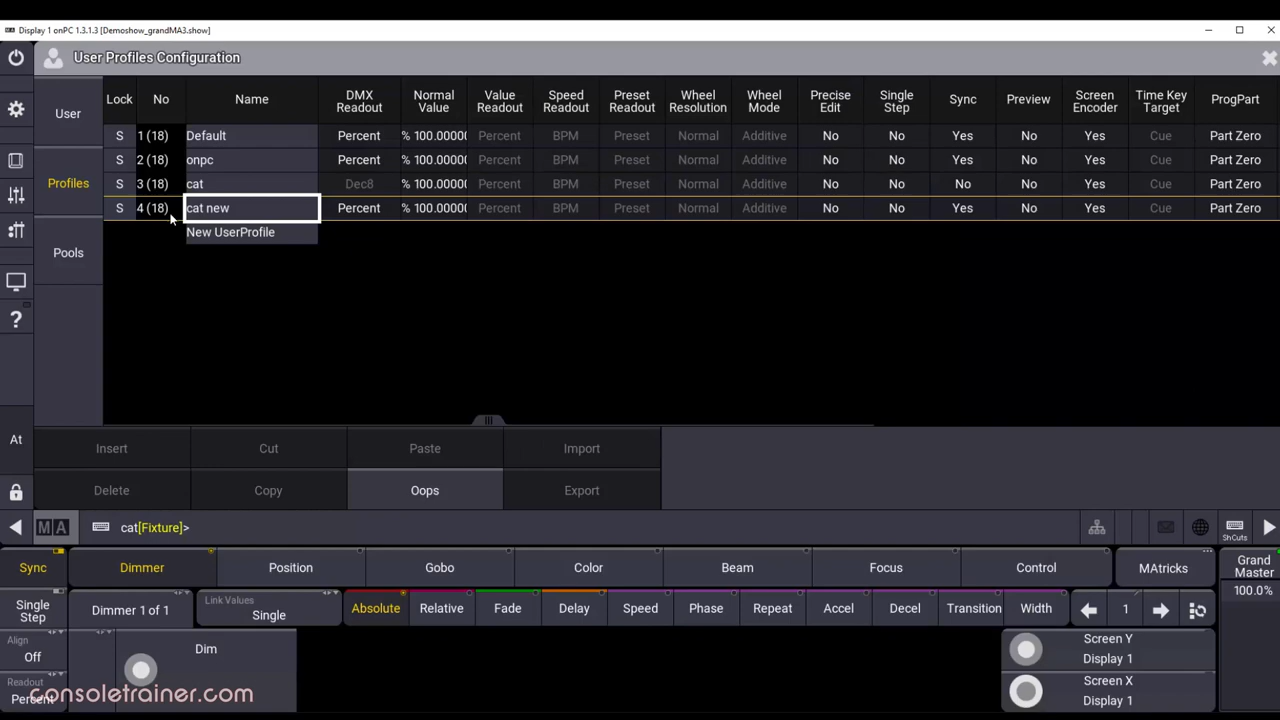 Display 1 onPC 1.3.1.3 [Demoshow_grandMA3.show]
User Profiles Configuration
User
Profiles
Pools
Lock No Name DMX Readout Normal Value Value Readout Speed Readout Preset Readout Wheel Resolution Wheel Mode Precise Edit Single Step Sync Preview Screen Encoder Time Key Target ProgPart
S 1 (18) Default Percent % 100.00000 Percent BPM Preset Normal Additive No No Yes No Yes Cue Part Zero
S 2 (18) onpc Percent % 100.00000 Percent BPM Preset Normal Additive No No Yes No Yes Cue Part Zero
S 3 (18) cat Dec8 % 100.00000 Percent BPM Preset Normal Additive No No No No Yes Cue Part Zero
S 4 (18) cat new Percent % 100.00000 Percent BPM Preset Normal Additive No No Yes No Yes Cue Part Zero
New UserProfile
?
At
Insert Cut Paste Import
Delete Copy Oops Export
MA cat[Fixture]> ShCuts
Sync Dimmer Position Gobo Color Beam Focus Control MAtricks Grand Master
100.0%
Single Step Dimmer 1 of 1 Link Values Single Absolute Relative Fade Delay Speed Phase Repeat Accel Decel Transition Width 1
Align Off Dim Screen Y Display 1
Readout Percent Screen X Display 1
consoletrainer.com